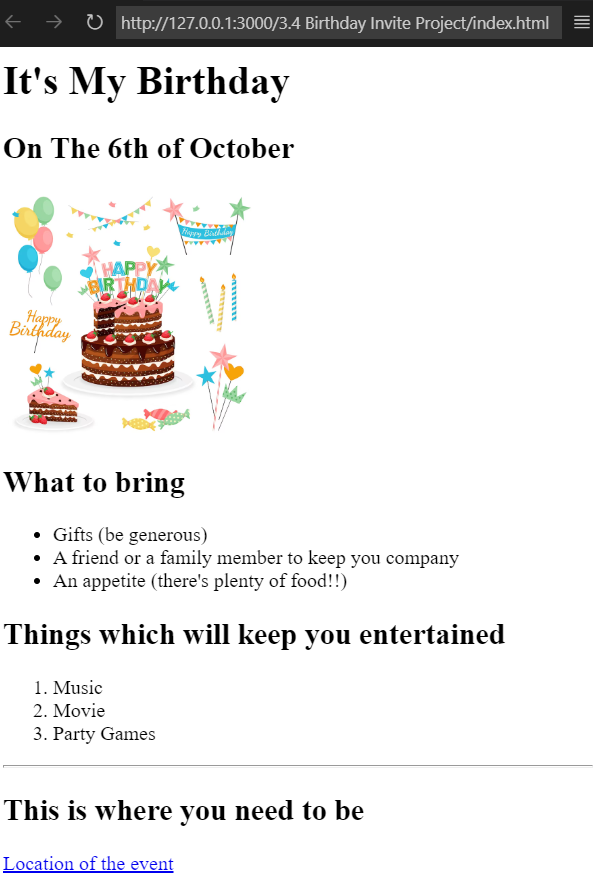 http://127.0.0.1:3000/3.4 Birthday Invite Project/index.html
It's My Birthday
On The 6th of October
Happy Birthday
HAPPY
BIRTHDAY
Happy
Birthday
What to bring
• Gifts (be generous)
• A friend or a family member to keep you company
• An appetite (there's plenty of food!!)
Things which will keep you entertained
1. Music
2. Movie
3. Party Games
This is where you need to be
Location of the event